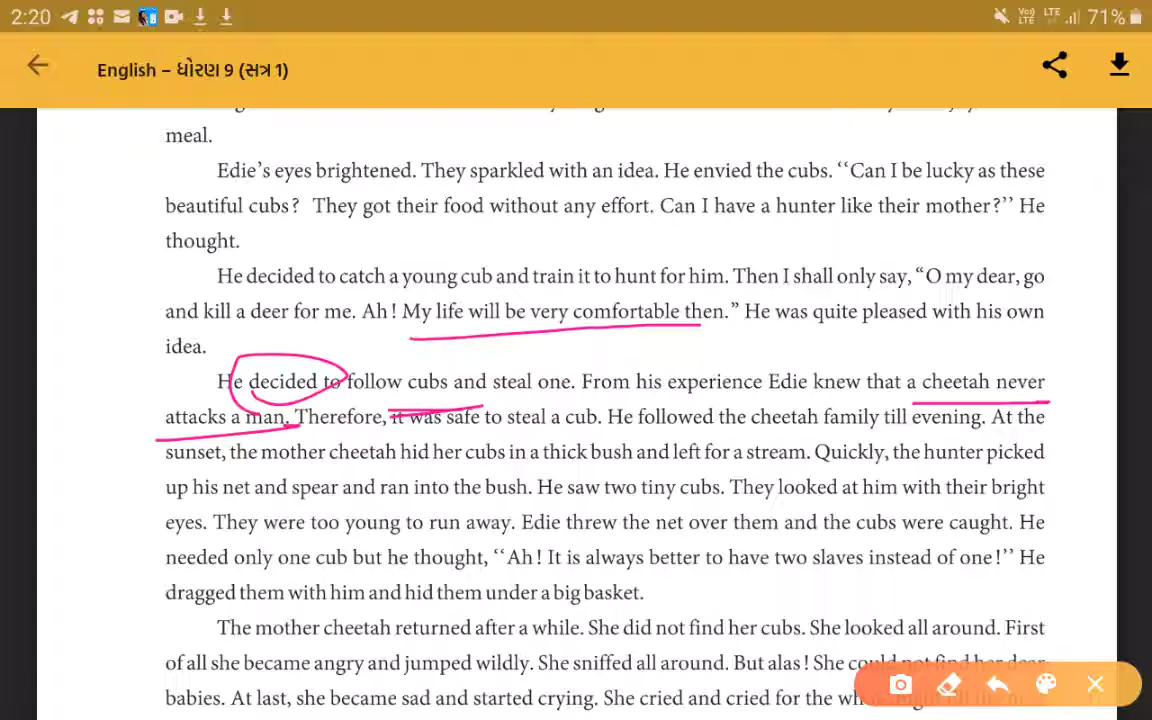 2:20 71%
English – ધોરણ 9 (સત્ર 1)
meal.
Edie's eyes brightened. They sparkled with an idea. He envied the cubs. ‘‘Can I be lucky as these
beautiful cubs? They got their food without any effort. Can I have a hunter like their mother?’’ He
thought.
He decided to catch a young cub and train it to hunt for him. Then I shall only say, “O my dear, go
and kill a deer for me. Ah! My life will be very comfortable then.” He was quite pleased with his own
idea.
He decided to follow cubs and steal one. From his experience Edie knew that a cheetah never
attacks a man. Therefore, it was safe to steal a cub. He followed the cheetah family till evening. At the
sunset, the mother cheetah hid her cubs in a thick bush and left for a stream. Quickly, the hunter picked
up his net and spear and ran into the bush. He saw two tiny cubs. They looked at him with their bright
eyes. They were too young to run away. Edie threw the net over them and the cubs were caught. He
needed only one cub but he thought, ‘‘Ah! It is always better to have two slaves instead of one!’’ He
dragged them with him and hid them under a big basket.
The mother cheetah returned after a while. She did not find her cubs. She looked all around. First
of all she became angry and jumped wildly. She sniffed all around. But alas! She could not find her dear
babies. At last, she became sad and started crying. She cried and cried for the